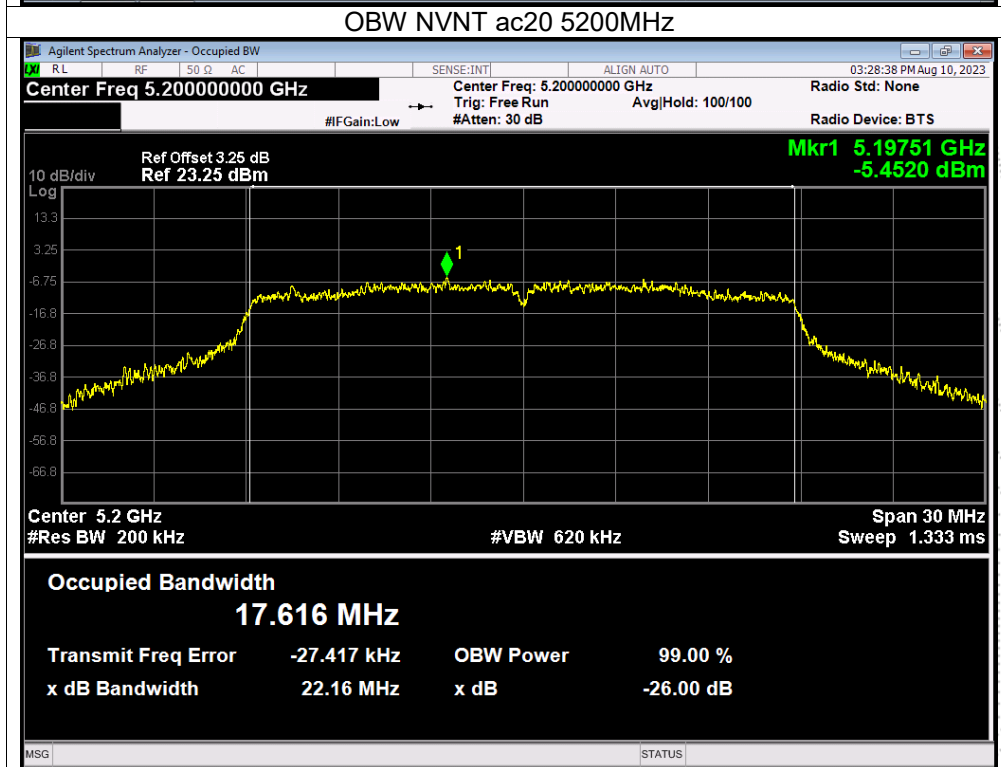 OBW NVNT ac20 5200MHz
Agilent Spectrum Analyzer - Occupied BW
LXI RL RF 50 Ω AC SENSE:INT ALIGN AUTO 03:28:38 PM Aug 10, 2023
Center Freq 5.200000000 GHz Center Freq: 5.200000000 GHz Radio Std: None
Trig: Free Run Avg|Hold: 100/100
#IFGain:Low #Atten: 30 dB Radio Device: BTS
Mkr1 5.19751 GHz
-5.4520 dBm
Ref Offset 3.25 dB
10 dB/div Ref 23.25 dBm
Log
13.3
3.25
-6.75
-16.8
-26.8
-36.8
-46.8
-56.8
-66.8
1
Center 5.2 GHz Span 30 MHz
#Res BW 200 kHz #VBW 620 kHz Sweep 1.333 ms
Occupied Bandwidth
17.616 MHz
Transmit Freq Error -27.417 kHz OBW Power 99.00 %
x dB Bandwidth 22.16 MHz x dB -26.00 dB
MSG STATUS